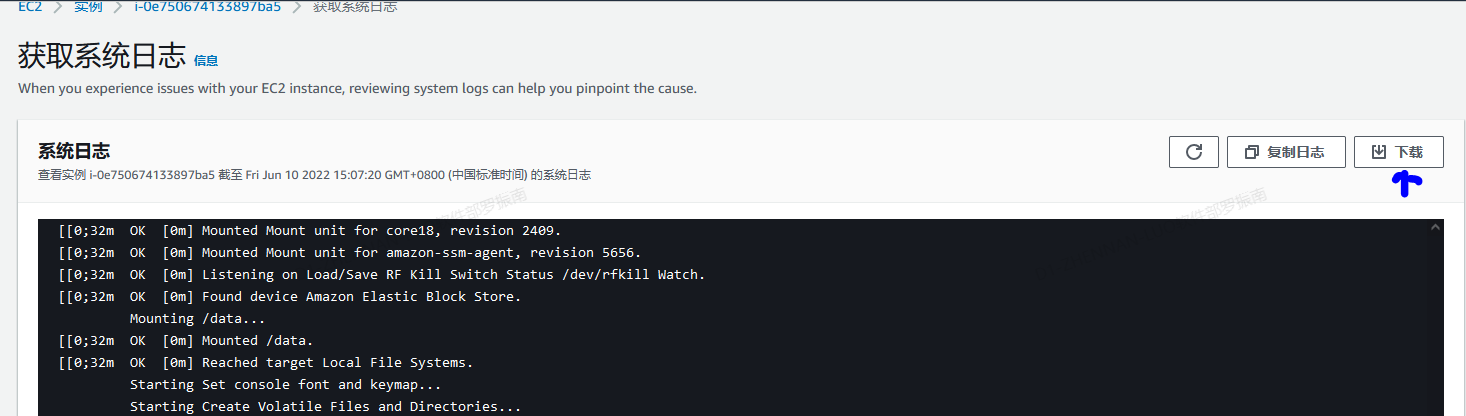 EC2 > 实例 > i-0e750674133897ba5 > 获取系统日志
获取系统日志 信息
When you experience issues with your EC2 instance, reviewing system logs can help you pinpoint the cause.
系统日志
复制日志 下载
查看实例 i-0e750674133897ba5 截至 Fri Jun 10 2022 15:07:20 GMT+0800 (中国标准时间) 的系统日志
[[0;32m  OK  [0m] Mounted Mount unit for core18, revision 2409.
[[0;32m  OK  [0m] Mounted Mount unit for amazon-ssm-agent, revision 5656.
[[0;32m  OK  [0m] Listening on Load/Save RF Kill Switch Status /dev/rfkill Watch.
[[0;32m  OK  [0m] Found device Amazon Elastic Block Store.
Mounting /data...
[[0;32m  OK  [0m] Mounted /data.
[[0;32m  OK  [0m] Reached target Local File Systems.
Starting Set console font and keymap...
Starting Create Volatile Files and Directories...